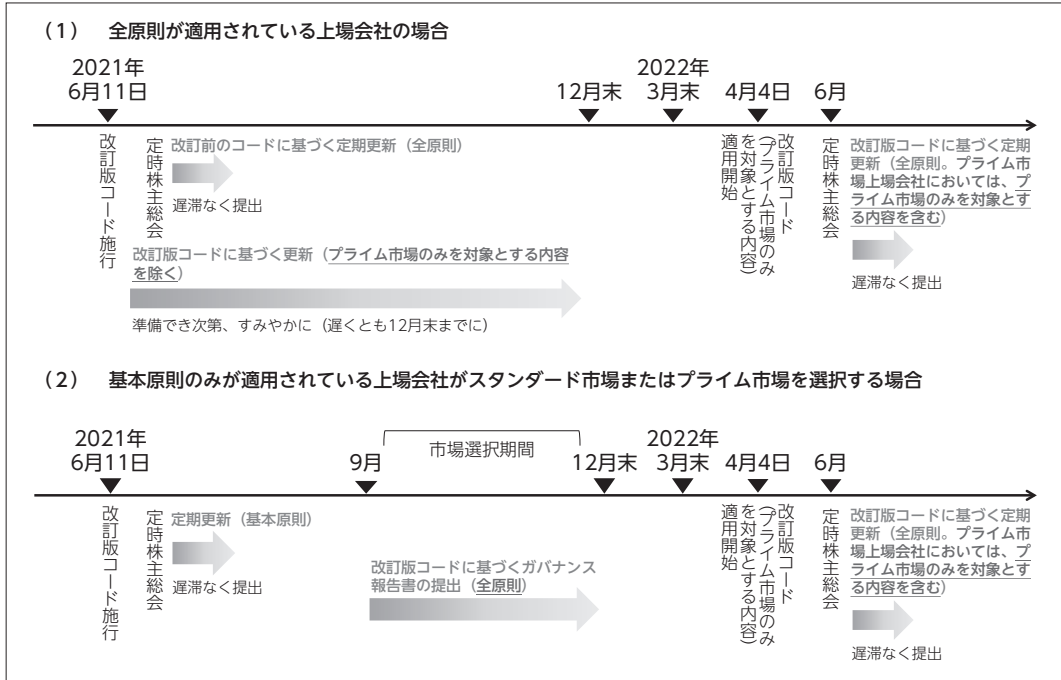 （１）　全原則が適用されている上場会社の場合
2021年
6月11日
12月末
2022年
3月末
4月4日
6月
改訂版コード施行
定時株主総会
改訂前のコードに基づく定期更新（全原則）
遅滞なく提出
改訂版コードに基づく更新（プライム市場のみを対象とする内容
を除く）
準備でき次第、すみやかに（遅くとも12月末までに）
改訂版コード
（プライム市場のみ
を対象とする内容）
適用開始
定時株主総会
改訂版コードに基づく定期
更新（全原則。プライム市
場上場会社においては、プ
ライム市場のみを対象とす
る内容を含む）
遅滞なく提出
（２）　基本原則のみが適用されている上場会社がスタンダード市場またはプライム市場を選択する場合
2021年
6月11日
9月
市場選択期間
12月末
2022年
3月末
4月4日
6月
改訂版コード施行
定時株主総会
定期更新（基本原則）
遅滞なく提出
改訂版コードに基づくガバナンス
報告書の提出（全原則）
改訂版コード
（プライム市場のみ
を対象とする内容）
適用開始
定時株主総会
改訂版コードに基づく定期
更新（全原則。プライム市
場上場会社においては、プ
ライム市場のみを対象とす
る内容を含む）
遅滞なく提出